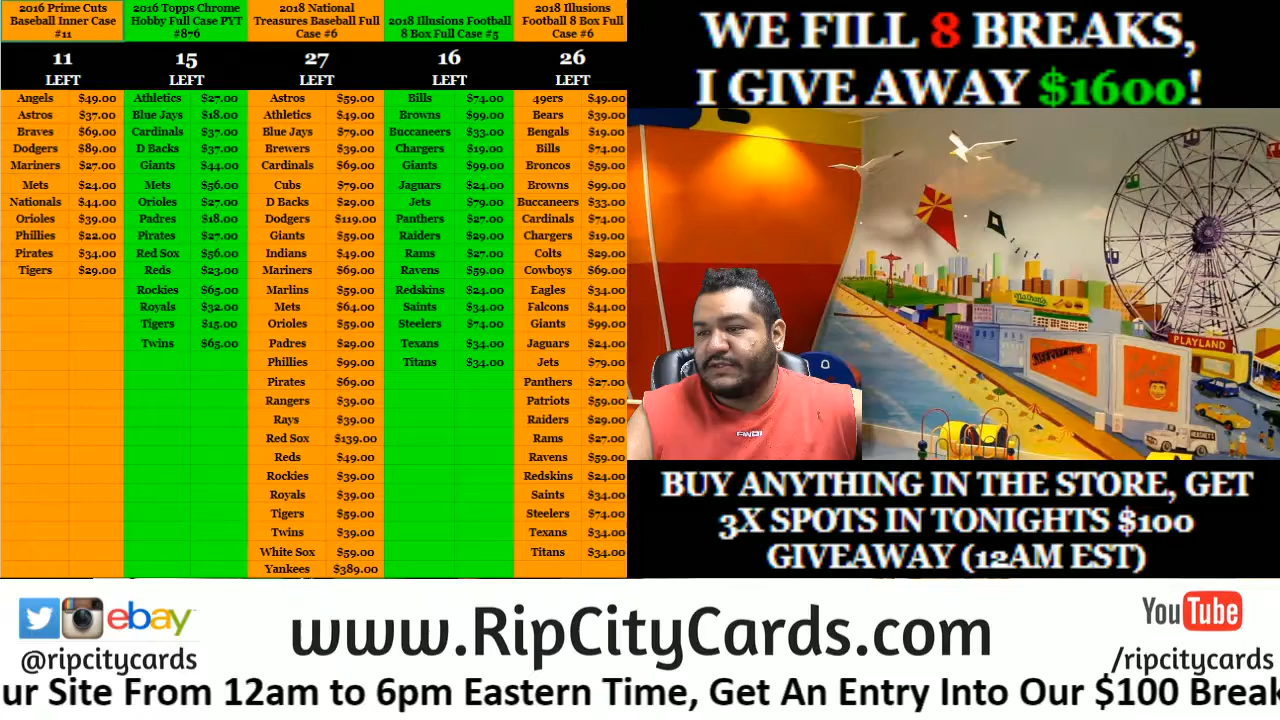 2016 Prime Cuts
Baseball Inner Case
#11
11
LEFT
Angels $49.00
Astros $37.00
Braves $69.00
Dodgers $89.00
Mariners $27.00
Mets $24.00
Nationals $44.00
Orioles $39.00
Phillies $22.00
Pirates $34.00
Tigers $29.00
2016 Topps Chrome
Hobby Full Case PYT
#876
15
LEFT
Athletics $27.00
Blue Jays $18.00
Cardinals $37.00
D Backs $37.00
Giants $44.00
Mets $56.00
Orioles $27.00
Padres $18.00
Pirates $27.00
Red Sox $56.00
Reds $23.00
Rockies $65.00
Royals $32.00
Tigers $15.00
Twins $65.00
2018 National
Treasures Baseball Full
Case #6
27
LEFT
Astros $59.00
Athletics $49.00
Blue Jays $79.00
Brewers $39.00
Cardinals $69.00
Cubs $79.00
D Backs $29.00
Dodgers $119.00
Giants $59.00
Indians $49.00
Mariners $69.00
Marlins $59.00
Mets $64.00
Orioles $59.00
Padres $29.00
Phillies $99.00
Pirates $69.00
Rangers $39.00
Rays $39.00
Red Sox $139.00
Reds $49.00
Rockies $39.00
Royals $39.00
Tigers $59.00
Twins $39.00
White Sox $59.00
Yankees $389.00
2018 Illusions Football
8 Box Full Case #5
16
LEFT
Bills $74.00
Browns $99.00
Buccaneers $33.00
Chargers $19.00
Giants $99.00
Jaguars $24.00
Jets $79.00
Panthers $27.00
Raiders $29.00
Rams $27.00
Ravens $59.00
Redskins $24.00
Saints $34.00
Steelers $74.00
Texans $34.00
Titans $34.00
2018 Illusions
Football 8 Box Full
Case #6
26
LEFT
49ers $49.00
Bears $39.00
Bengals $19.00
Bills $74.00
Broncos $59.00
Browns $99.00
Buccaneers $33.00
Cardinals $74.00
Chargers $19.00
Colts $29.00
Cowboys $69.00
Eagles $34.00
Falcons $44.00
Giants $99.00
Jaguars $24.00
Jets $79.00
Panthers $27.00
Patriots $59.00
Raiders $29.00
Rams $27.00
Ravens $59.00
Redskins $24.00
Saints $34.00
Steelers $74.00
Texans $34.00
Titans $34.00
WE FILL 8 BREAKS,
I GIVE AWAY $1600!
PLAYLAND
BUY ANYTHING IN THE STORE, GET
3X SPOTS IN TONIGHTS $100
GIVEAWAY (12AM EST)
ebay
@ripcitycards
www.RipCityCards.com
YouTube
/ripcitycards
ur Site From 12am to 6pm Eastern Time, Get An Entry Into Our $100 Break